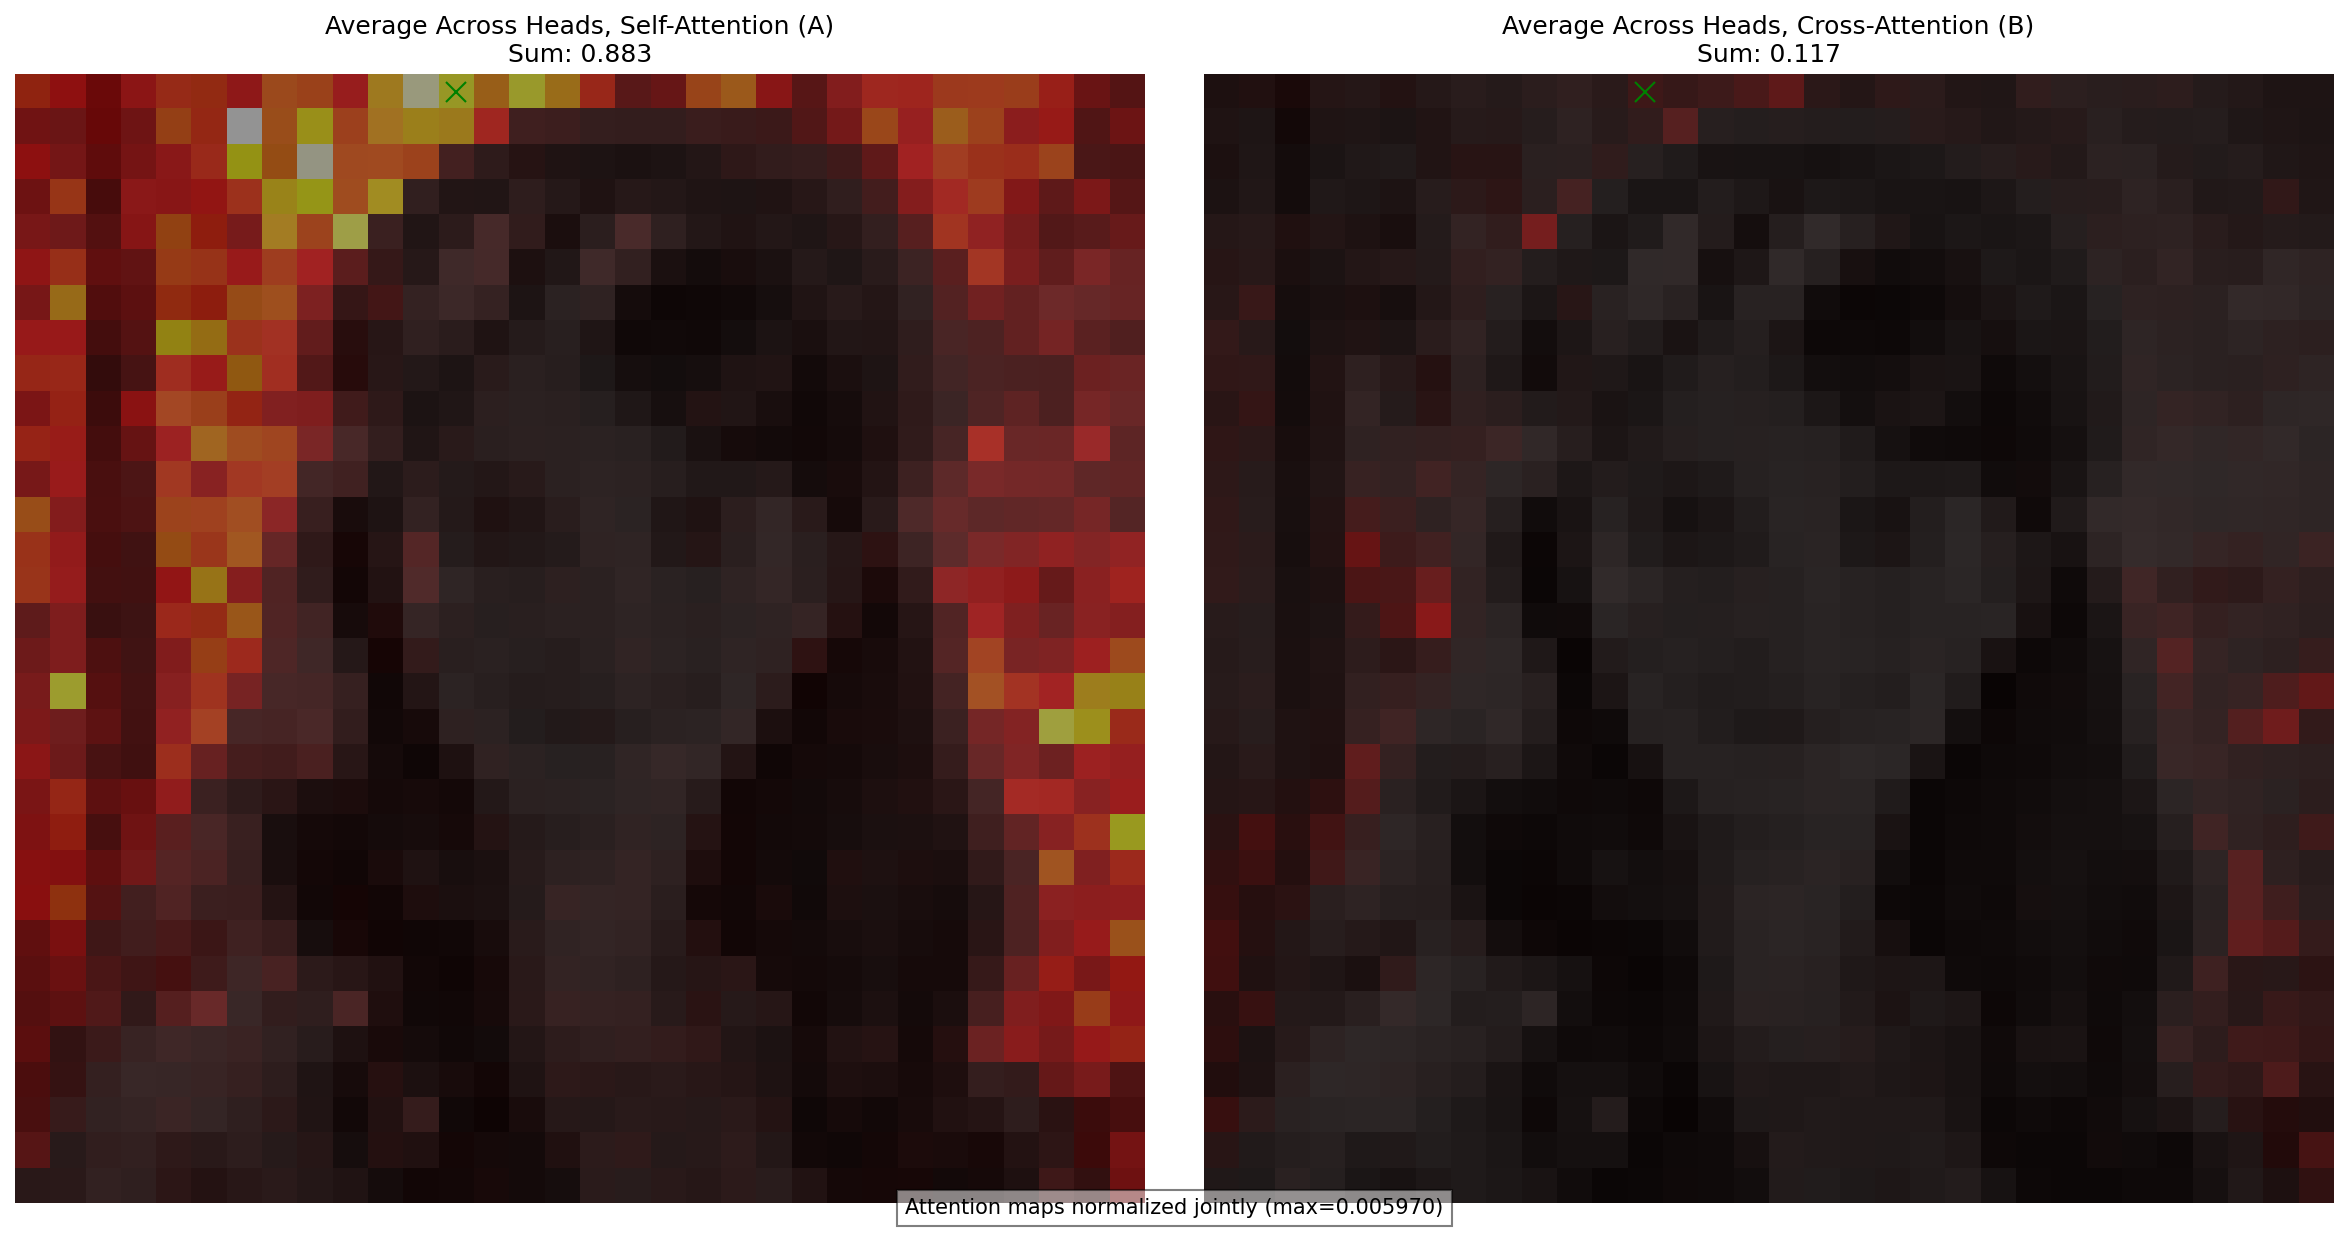 Average Across Heads, Self-Attention (A)
Sum: 0.883
Average Across Heads, Cross-Attention (B)
Sum: 0.117
Attention maps normalized jointly (max=0.005970)